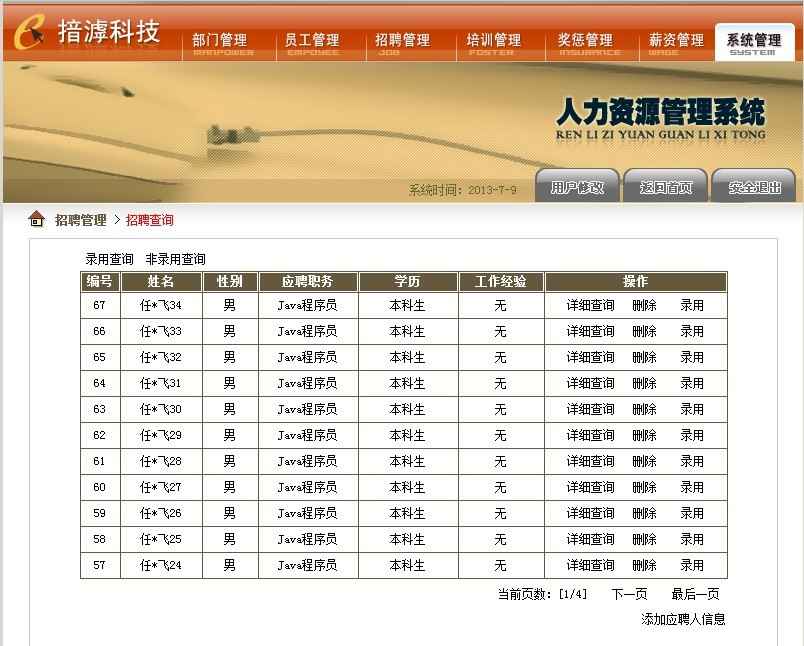 掊滹科技
部门管理 员工管理 招聘管理 培训管理 奖惩管理 薪资管理 系统管理
MANPOWER EMPOYEE JOB FOSTER INSURANCE WAGE SYSTEM
人力资源管理系统
REN LI ZI YUAN GUAN LI XI TONG
系统时间：2013-7-9 用户修改 返回首页 安全退出
招聘管理 > 招聘查询
录用查询 非录用查询
编号 姓名 性别 应聘职务 学历 工作经验 操作
67 任*飞34 男 Java程序员 本科生 无 详细查询 删除 录用
66 任*飞33 男 Java程序员 本科生 无 详细查询 删除 录用
65 任*飞32 男 Java程序员 本科生 无 详细查询 删除 录用
64 任*飞31 男 Java程序员 本科生 无 详细查询 删除 录用
63 任*飞30 男 Java程序员 本科生 无 详细查询 删除 录用
62 任*飞29 男 Java程序员 本科生 无 详细查询 删除 录用
61 任*飞28 男 Java程序员 本科生 无 详细查询 删除 录用
60 任*飞27 男 Java程序员 本科生 无 详细查询 删除 录用
59 任*飞26 男 Java程序员 本科生 无 详细查询 删除 录用
58 任*飞25 男 Java程序员 本科生 无 详细查询 删除 录用
57 任*飞24 男 Java程序员 本科生 无 详细查询 删除 录用
当前页数：[1/4] 下一页 最后一页
添加应聘人信息